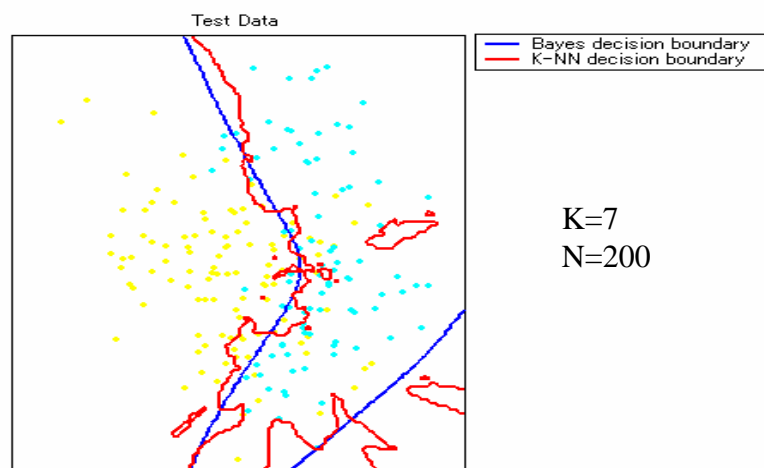 Test Data
Bayes decision boundary
K-NN decision boundary
K=7
N=200